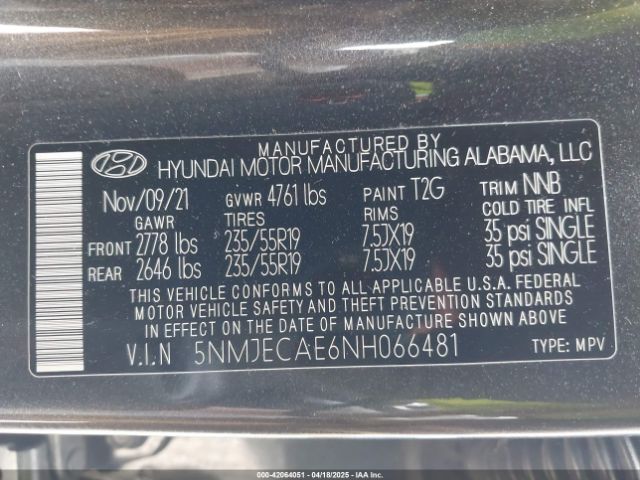 MANUFACTURED BY
HYUNDAI MOTOR MANUFACTURING ALABAMA, LLC
Nov/09/21 GVWR 4761 lbs PAINT T2G TRIM NNB
GAWR TIRES RIMS COLD TIRE INFL
FRONT 2778 lbs 235/55R19 7.5JX19 35 psi SINGLE
REAR 2646 lbs 235/55R19 7.5JX19 35 psi SINGLE
THIS VEHICLE CONFORMS TO ALL APPLICABLE U.S.A. FEDERAL
MOTOR VEHICLE SAFETY AND THEFT PREVENTION STANDARDS
IN EFFECT ON THE DATE OF MANUFACTURE SHOWN ABOVE
V.I.N 5NMJECAE6NH066481 TYPE: MPV
000-42064051 - 04/18/2025 - IAAI.com